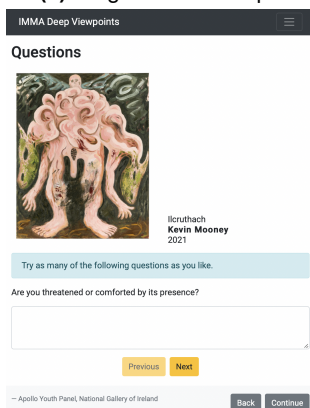 IMMA Deep Viewpoints
Questions
Ilcruthach
Kevin Mooney
2021
Try as many of the following questions as you like.
Are you threatened or comforted by its presence?
Previous Next
— Apollo Youth Panel, National Gallery of Ireland
Back Continue